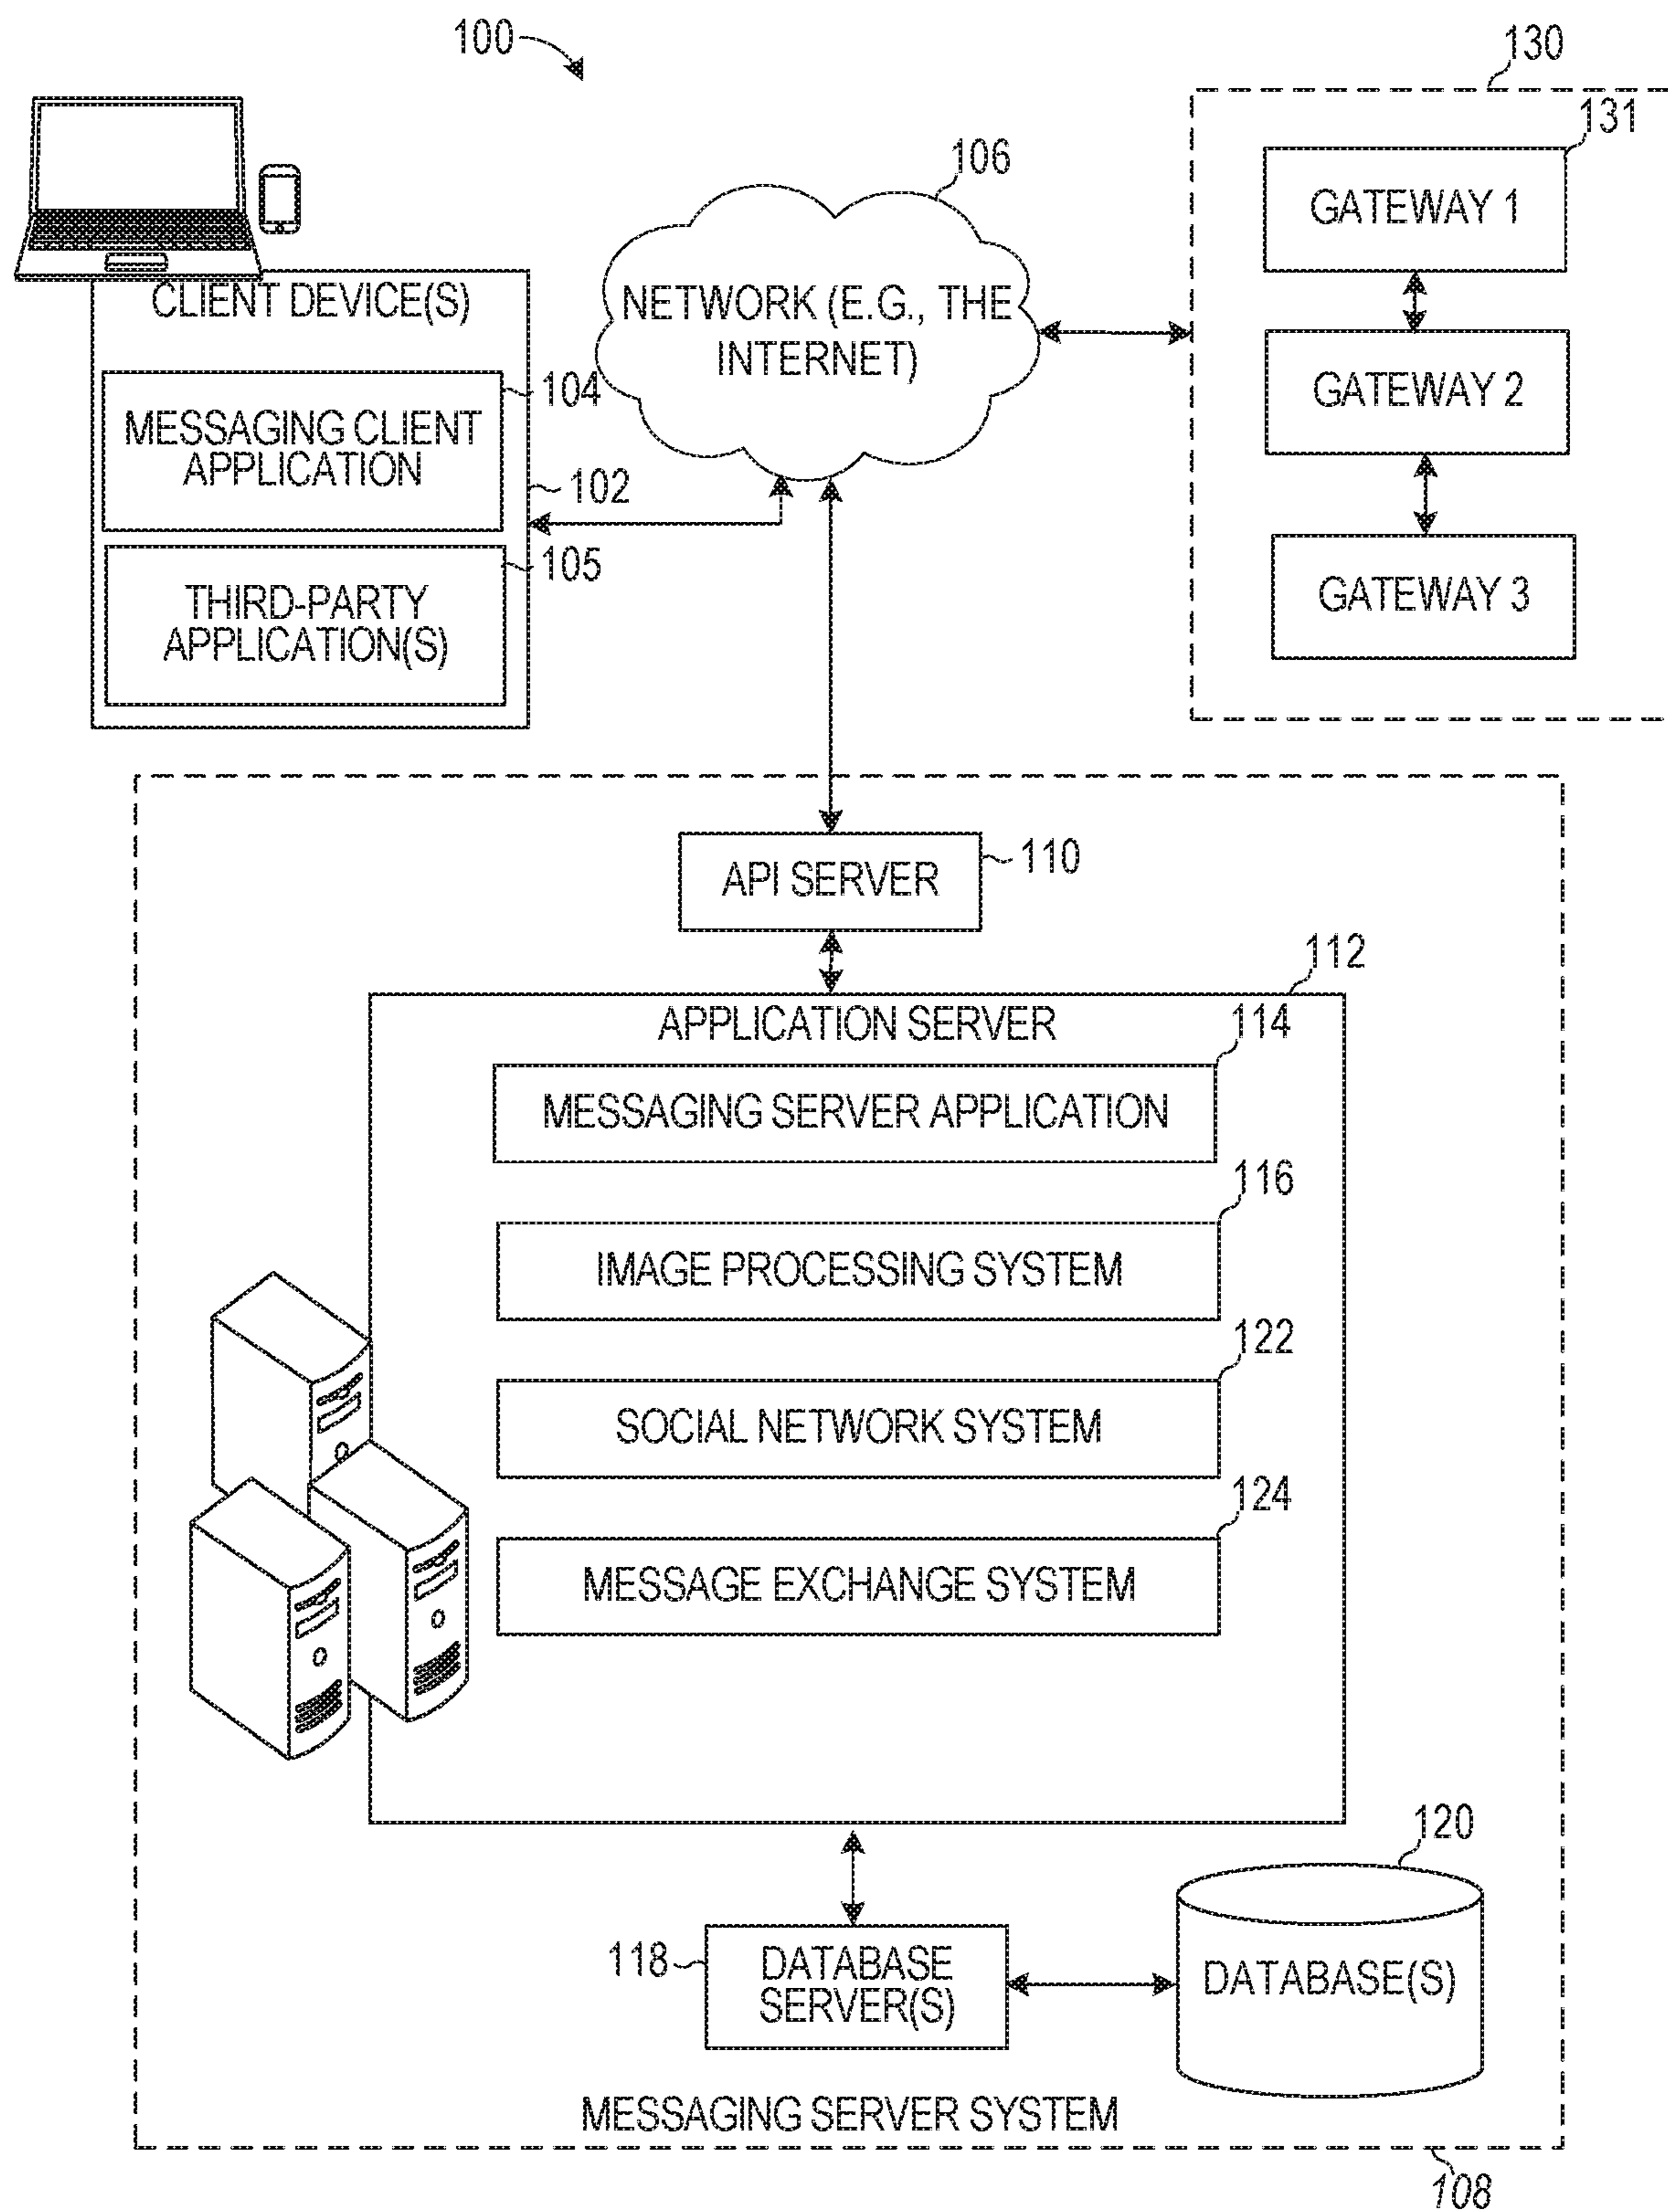 100
130
131
GATEWAY 1
106
NETWORK (E.G., THE
INTERNET)
CLIENT DEVICE(S)
104
MESSAGING CLIENT
APPLICATION
GATEWAY 2
102
105
THIRD-PARTY
APPLICATION(S)
GATEWAY 3
API SERVER
110
112
APPLICATION SERVER
114
MESSAGING SERVER APPLICATION
116
IMAGE PROCESSING SYSTEM
122
SOCIAL NETWORK SYSTEM
124
MESSAGE EXCHANGE SYSTEM
120
118
DATABASE
SERVER(S)
DATABASE(S)
MESSAGING SERVER SYSTEM
108